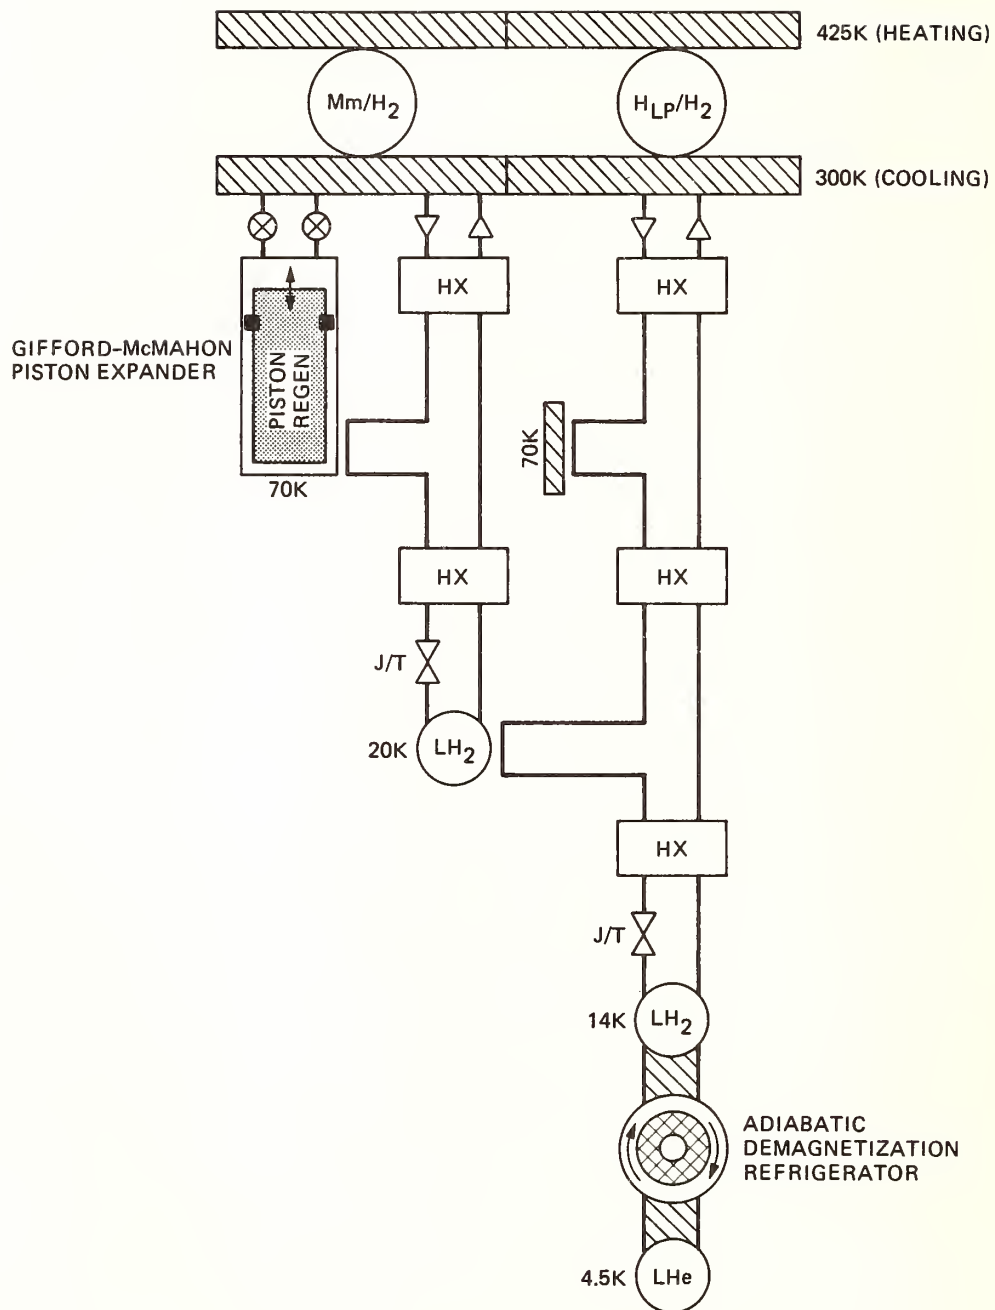 425K (HEATING)
Mm/H2
HLP/H2
300K (COOLING)
HX
HX
GIFFORD-McMAHON
PISTON EXPANDER
PISTON
REGEN
70K
70K
HX
HX
J/T
20K
LH2
HX
J/T
14K
LH2
ADIABATIC
DEMAGNETIZATION
REFRIGERATOR
4.5K
LHe